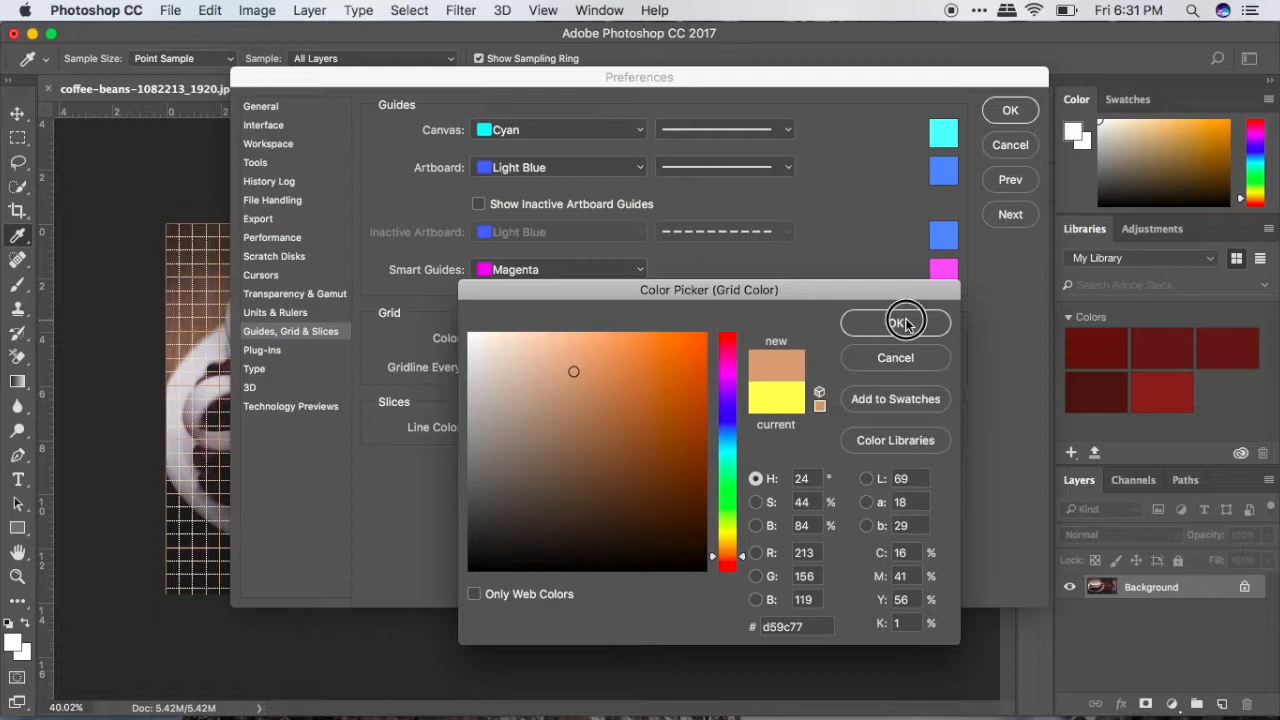 Photoshop CC File Edit Image Layer Type Select Filter 3D View Window Help Fri 6:31 PM
Adobe Photoshop CC 2017
Sample Size: Point Sample Sample: All Layers Show Sampling Ring
coffee-beans-1082213_1920.jp
Preferences
General
Interface
Workspace
Tools
History Log
File Handling
Export
Performance
Scratch Disks
Cursors
Transparency & Gamut
Units & Rulers
Guides, Grid & Slices
Plug-Ins
Type
3D
Technology Previews
Guides
Canvas: Cyan
Artboard: Light Blue
Show Inactive Artboard Guides
Inactive Artboard: Light Blue
Smart Guides: Magenta
Grid
Colo
Gridline Every
Slices
Line Colo
OK
Cancel
Prev
Next
Color Picker (Grid Color)
new
current
OK
Cancel
Add to Swatches
Color Libraries
H: 24 ° L: 69
S: 44 % a: 18
B: 84 % b: 29
R: 213 C: 16 %
G: 156 M: 41 %
B: 119 Y: 56 %
# d59c77 K: 1 %
Only Web Colors
Color Swatches
Libraries Adjustments
My Library
Search Adobe Stock
Colors
Layers Channels Paths
Kind
Normal Opacity: 100%
Lock: Fill: 100%
Background
40.02% Doc: 5.42M/5.42M